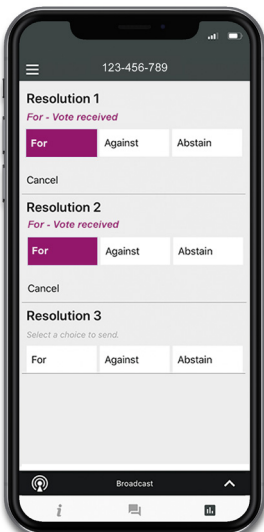 123-456-789
Resolution 1
For - Vote received
For Against Abstain
Cancel
Resolution 2
For - Vote received
For Against Abstain
Cancel
Resolution 3
Select a choice to send.
For Against Abstain
Broadcast
i